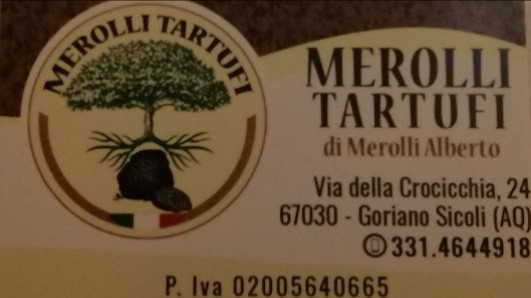 MEROLLI TARTUFI
MEROLLI
TARTUFI
di Merolli Alberto
Via della Crocicchia, 24
67030 - Goriano Sicoli (AQ)
331.4644918
P. Iva 02005640665